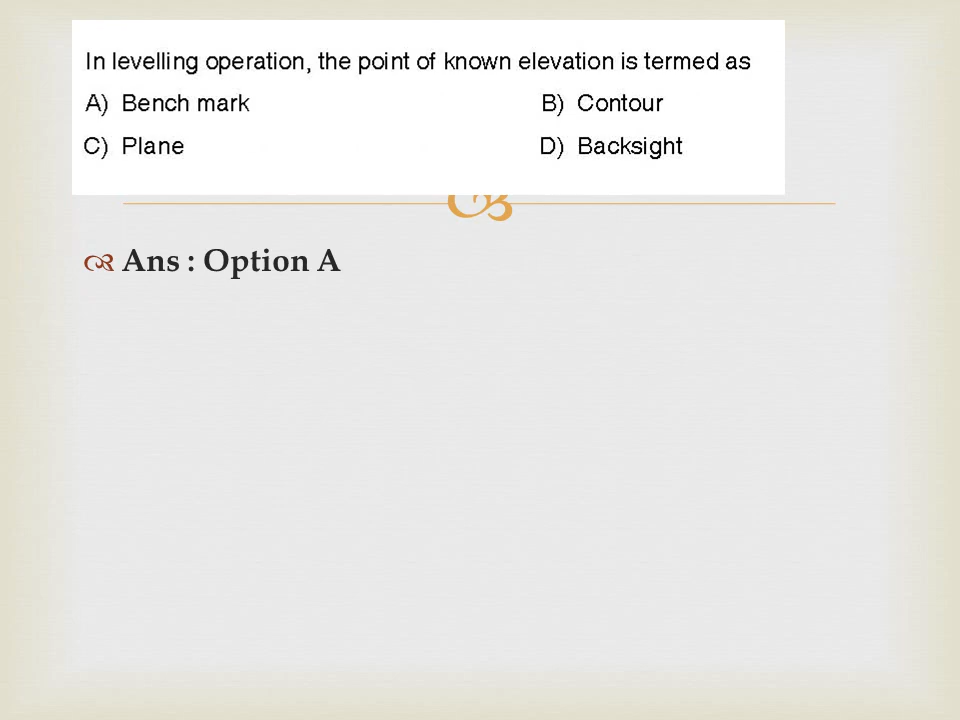 In levelling operation, the point of known elevation is termed as
A) Bench mark B) Contour
C) Plane D) Backsight
Ans : Option A